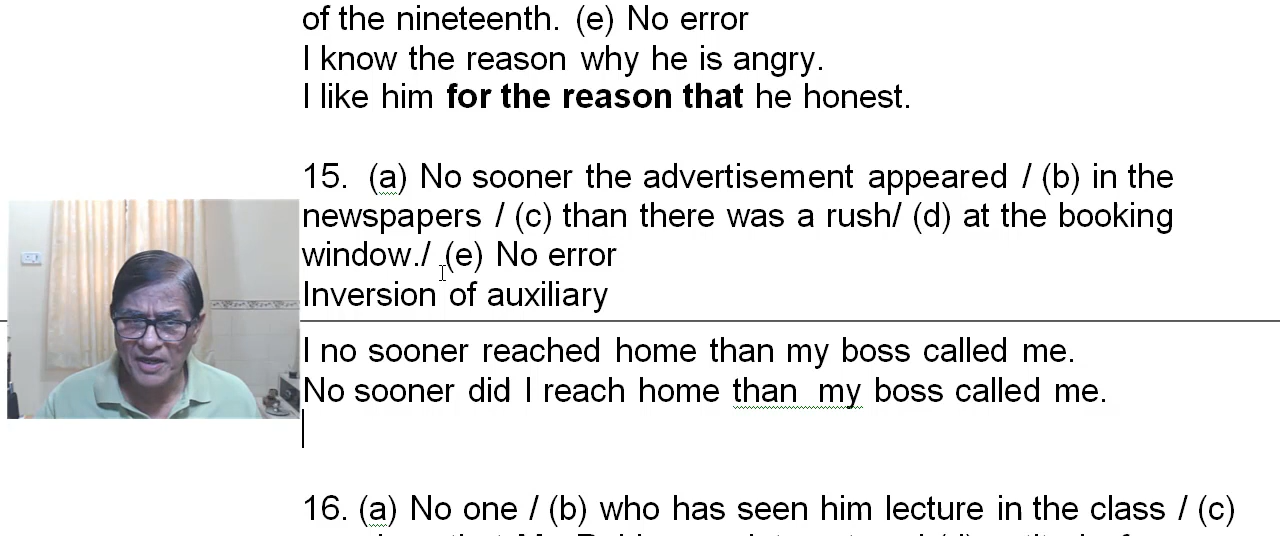 of the nineteenth. (e) No error
I know the reason why he is angry.
I like him for the reason that he honest.
15. (a) No sooner the advertisement appeared / (b) in the
newspapers / (c) than there was a rush/ (d) at the booking
window./ (e) No error
Inversion of auxiliary
I no sooner reached home than my boss called me.
No sooner did I reach home than my boss called me.
16. (a) No one / (b) who has seen him lecture in the class / (c)